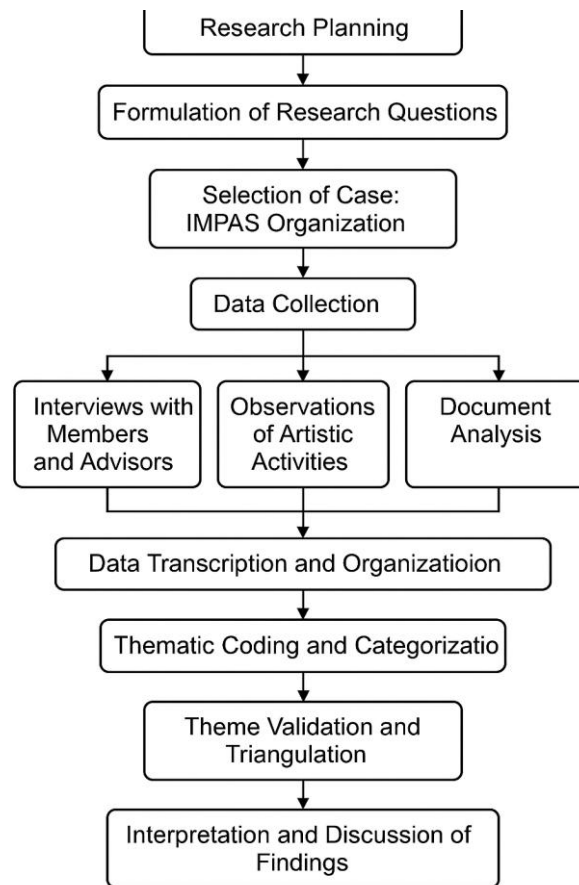 Research Planning
Formulation of Research Questions
Selection of Case:
IMPAS Organization
Data Collection
Interviews with
Members
and Advisors
Observations
of Artistic
Activities
Document
Analysis
Data Transcription and Organizatioion
Thematic Coding and Categorizatio
Theme Validation and
Triangulation
Interpretation and Discussion of
Findings